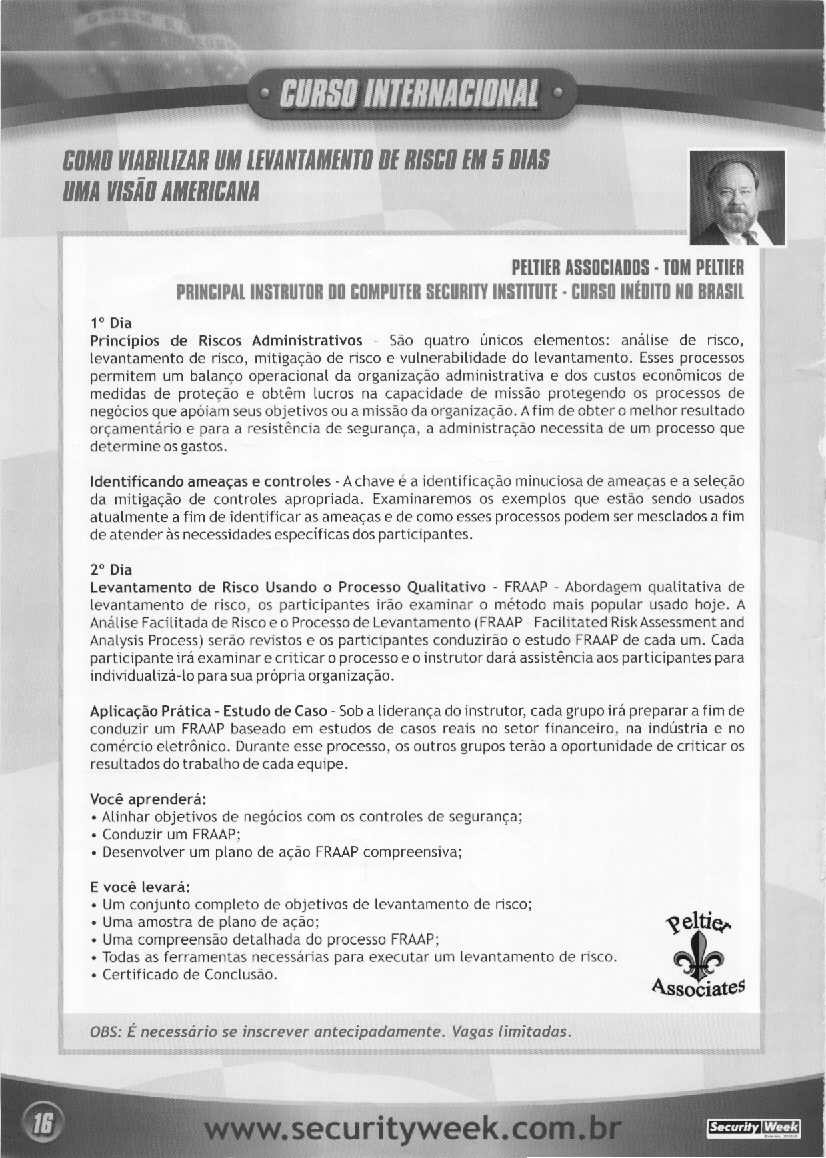 CURSO INTERNACIONAL
COMO VIABILIZAR UM LEVANTAMENTO DE RISCO EM 5 DIAS
UMA VISÃO AMERICANA
PELTIER ASSOCIADOS - TOM PELTIER
PRINCIPAL INSTRUTOR DO COMPUTER SECURITY INSTITUTE - CURSO INÉDITO NO BRASIL
1º Dia
Princípios de Riscos Administrativos - São quatro únicos elementos: análise de risco,
levantamento de risco, mitigação de risco e vulnerabilidade do levantamento. Esses processos
permitem um balanço operacional da organização administrativa e dos custos econômicos de
medidas de proteção e obtêm lucros na capacidade de missão protegendo os processos de
negócios que apóiam seus objetivos ou a missão da organização. A fim de obter o melhor resultado
orçamentário e para a resistência de segurança, a administração necessita de um processo que
determine os gastos.
Identificando ameaças e controles - A chave é a identificação minuciosa de ameaças e a seleção
da mitigação de controles apropriada. Examinaremos os exemplos que estão sendo usados
atualmente a fim de identificar as ameaças e de como esses processos podem ser mesclados a fim
de atender às necessidades específicas dos participantes.
2º Dia
Levantamento de Risco Usando o Processo Qualitativo - FRAAP - Abordagem qualitativa de
levantamento de risco, os participantes irão examinar o método mais popular usado hoje. A
Análise Facilitada de Risco e o Processo de Levantamento (FRAAP - Facilitated Risk Assessment and
Analysis Process) serão revistos e os participantes conduzirão o estudo FRAAP de cada um. Cada
participante irá examinar e criticar o processo e o instrutor dará assistência aos participantes para
individualizá-lo para sua própria organização.
Aplicação Prática - Estudo de Caso - Sob a liderança do instrutor, cada grupo irá preparar a fim de
conduzir um FRAAP baseado em estudos de casos reais no setor financeiro, na indústria e no
comércio eletrônico. Durante esse processo, os outros grupos terão a oportunidade de criticar os
resultados do trabalho de cada equipe.
Você aprenderá:
• Alinhar objetivos de negócios com os controles de segurança;
• Conduzir um FRAAP;
• Desenvolver um plano de ação FRAAP compreensiva;
E você levará:
• Um conjunto completo de objetivos de levantamento de risco;
• Uma amostra de plano de ação;
• Uma compreensão detalhada do processo FRAAP;
• Todas as ferramentas necessárias para executar um levantamento de risco.
• Certificado de Conclusão.
Peltier
Associates
OBS: É necessário se inscrever antecipadamente. Vagas limitadas.
16
www.securityweek.com.br
Security Week